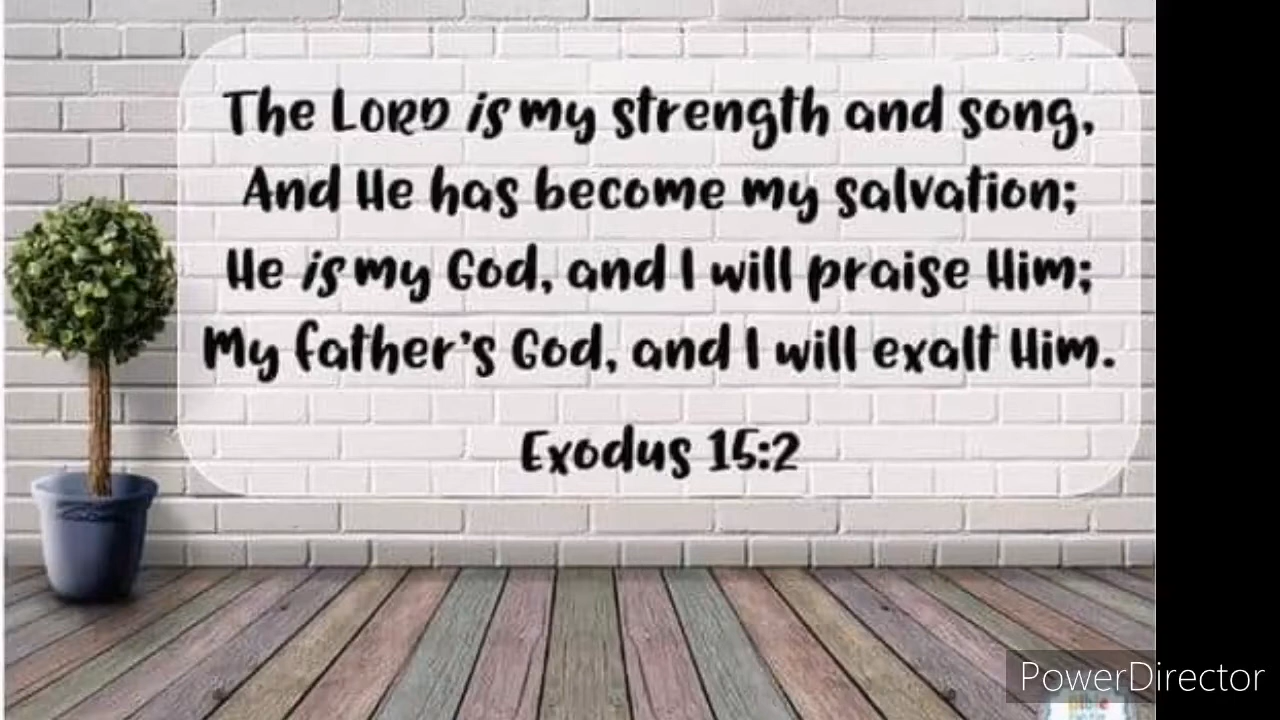 The LORD is my strength and song,
And He has become my salvation;
He is my God, and I will praise Him;
My father's God, and I will exalt Him.
Exodus 15:2
PowerDirector
Bible